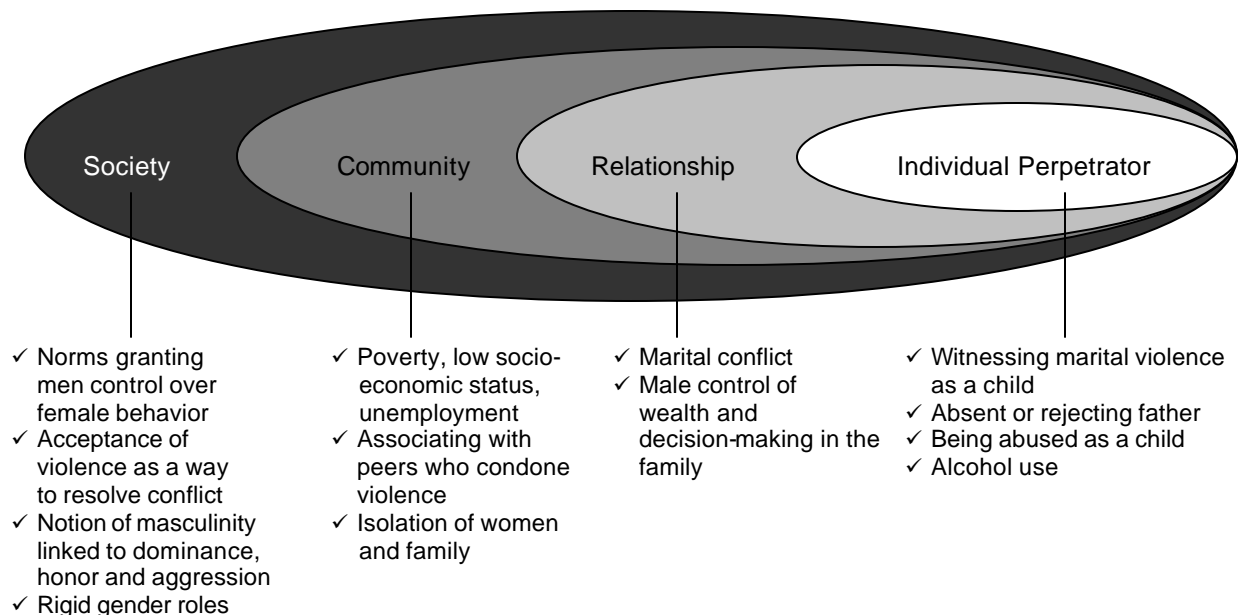 Society
Community
Relationship
Individual Perpetrator
✓ Norms granting
men control over
female behavior
✓ Acceptance of
violence as a way
to resolve conflict
✓ Notion of masculinity
linked to dominance,
honor and aggression
✓ Rigid gender roles
✓ Poverty, low socio-
economic status,
unemployment
✓ Associating with
peers who condone
violence
✓ Isolation of women
and family
✓ Marital conflict
✓ Male control of
wealth and
decision-making in the
family
✓ Witnessing marital violence
as a child
✓ Absent or rejecting father
✓ Being abused as a child
✓ Alcohol use